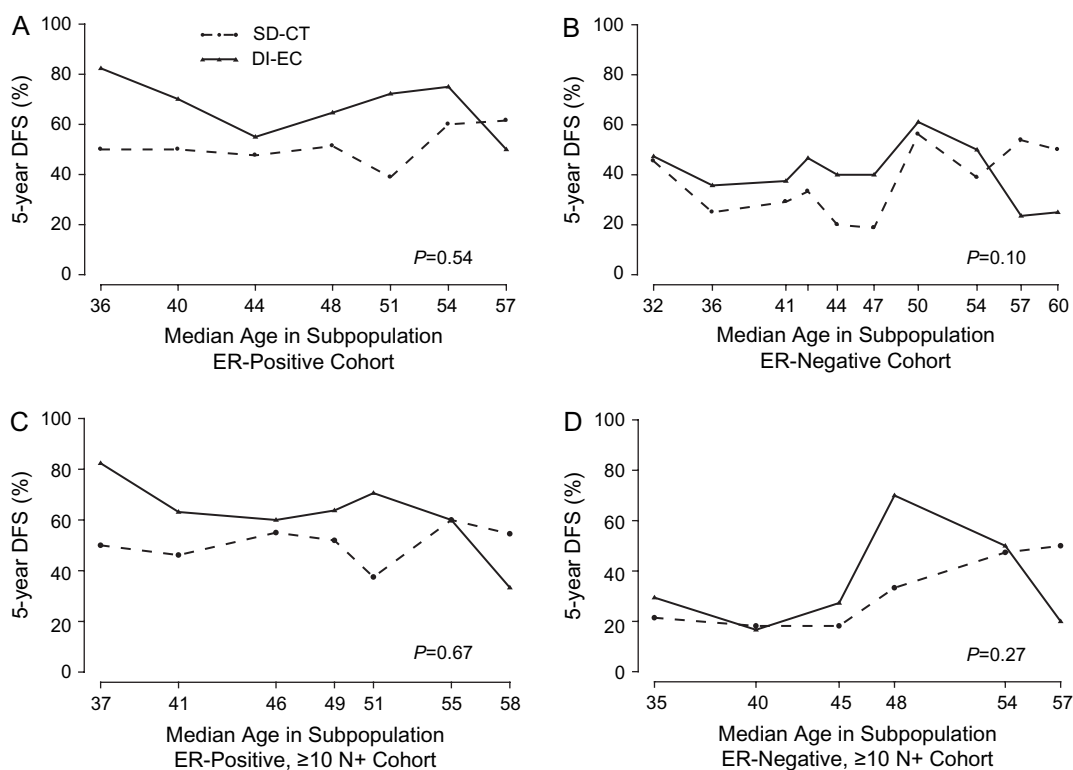 A
SD-CT
DI-EC
100
80
60
40
20
0
5-year DFS (%)
P=0.54
36 40 44 48 51 54 57
Median Age in Subpopulation
ER-Positive Cohort
B
100
80
60
40
20
0
5-year DFS (%)
P=0.10
32 36 41 44 47 50 54 57 60
Median Age in Subpopulation
ER-Negative Cohort
C
100
80
60
40
20
0
5-year DFS (%)
P=0.67
37 41 46 49 51 55 58
Median Age in Subpopulation
ER-Positive, ≥10 N+ Cohort
D
100
80
60
40
20
0
5-year DFS (%)
P=0.27
35 40 45 48 54 57
Median Age in Subpopulation
ER-Negative, ≥10 N+ Cohort